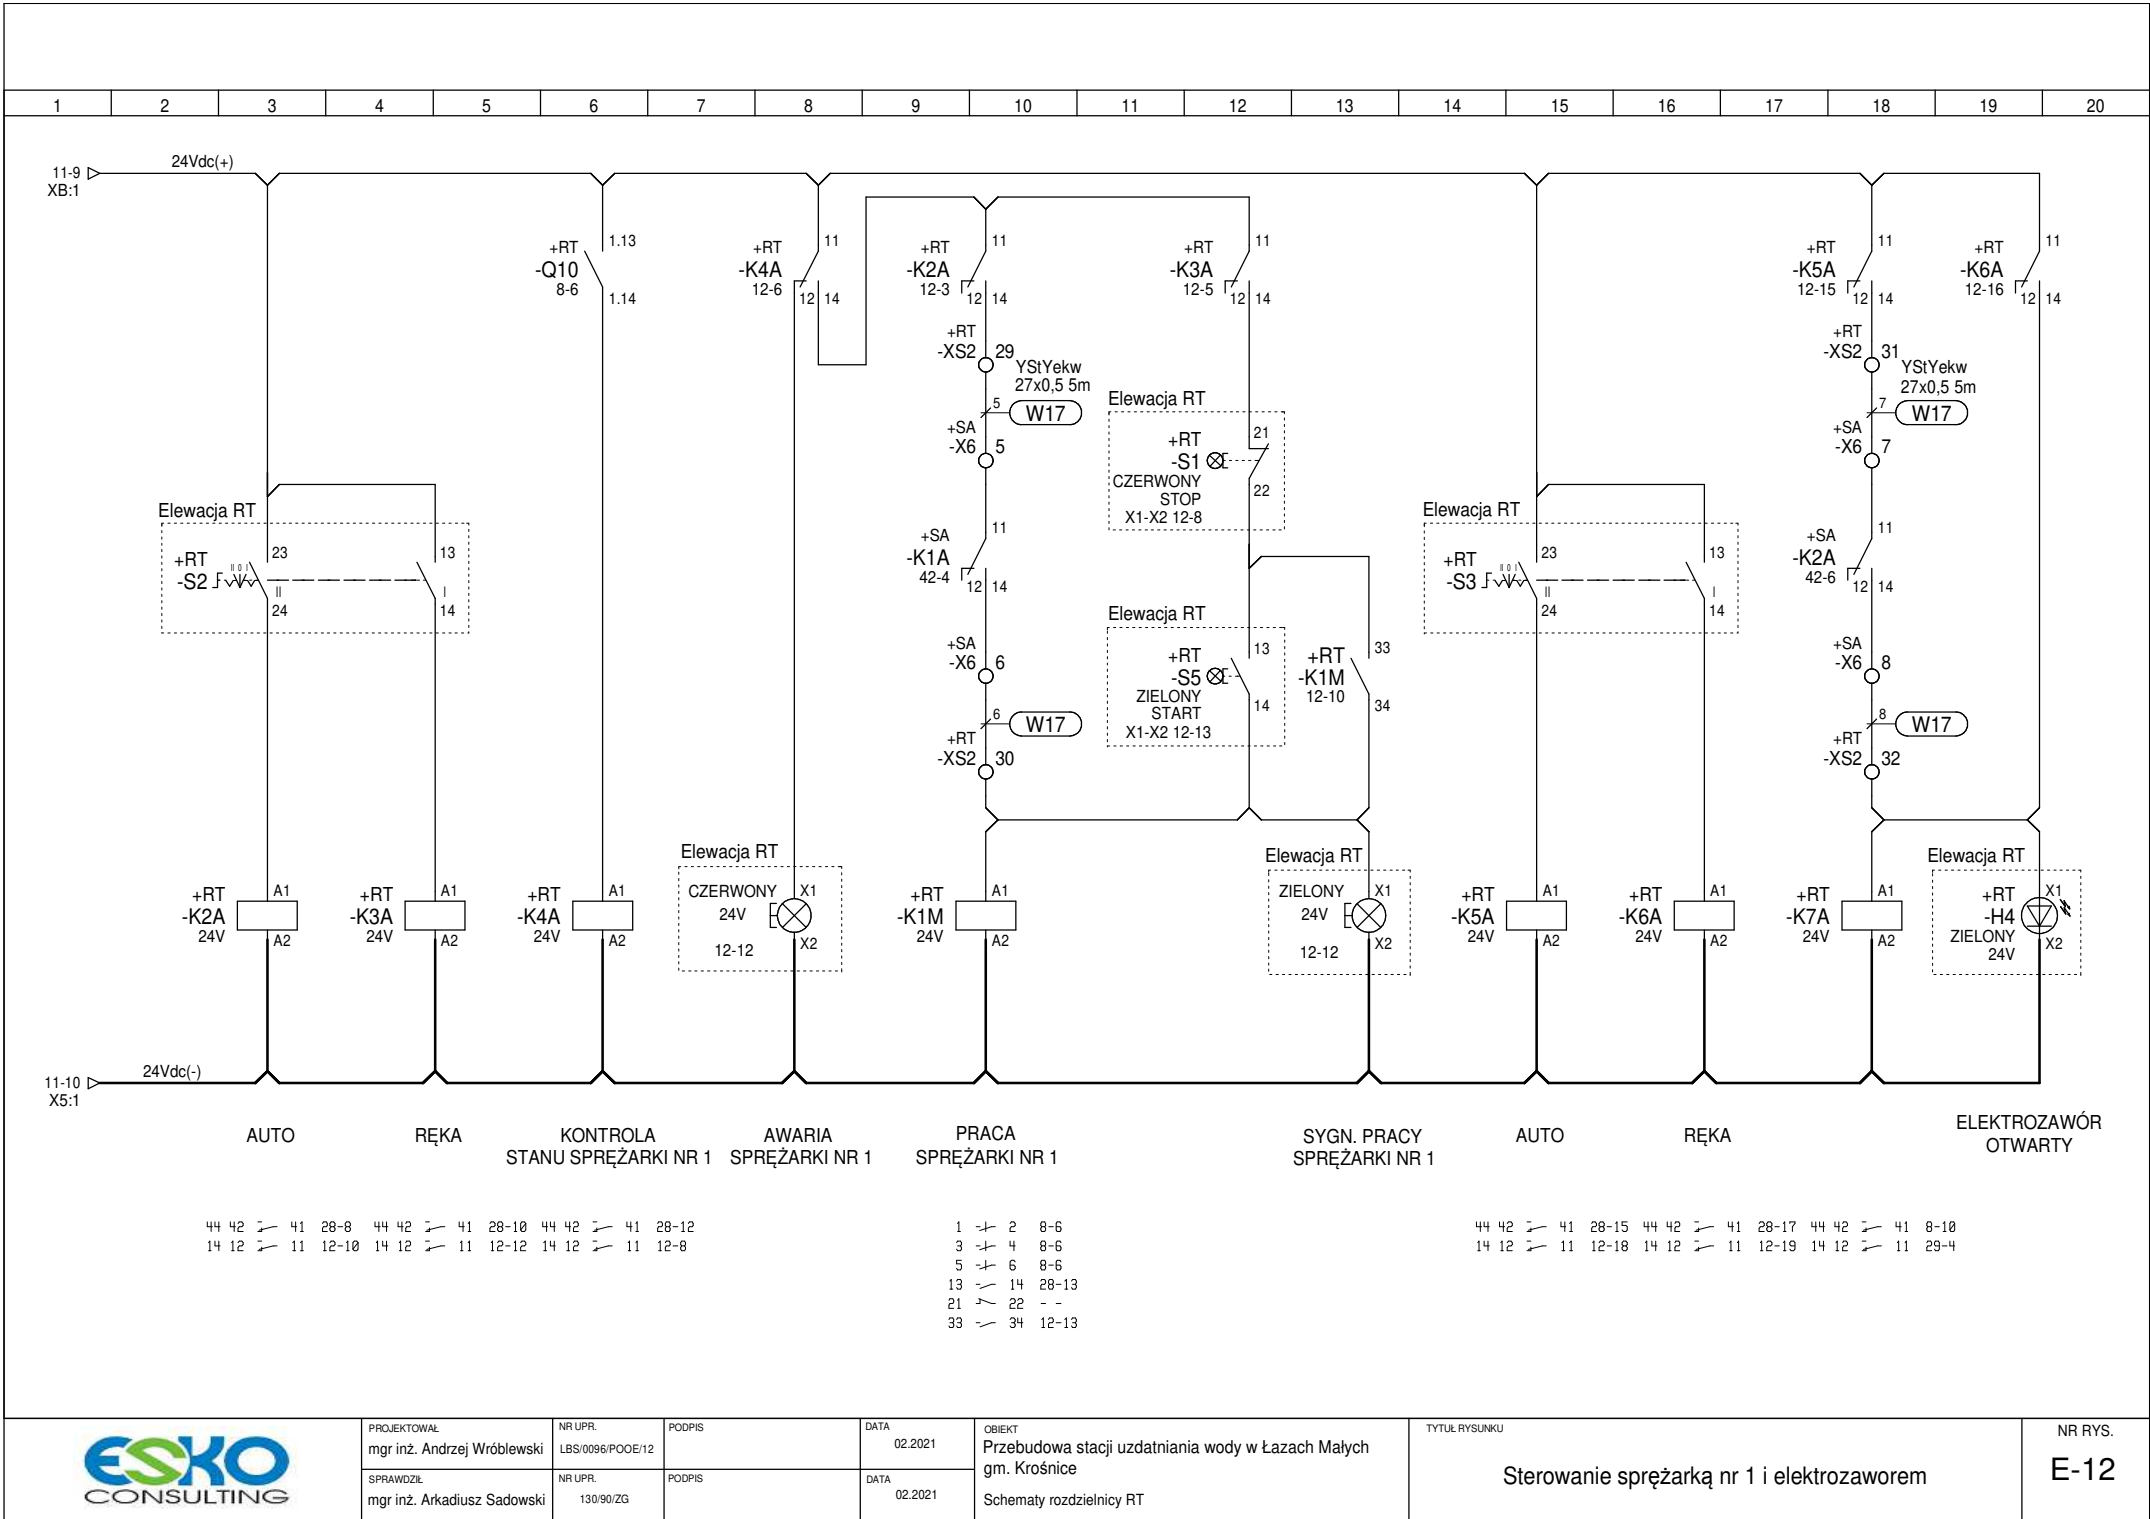 1 2 3 4 5 6 7 8 9 10 11 12 13 14 15 16 17 18 19 20
24Vdc(+)
11-9
XB:1
+RT
-Q10
8-6
1.13
1.14
+RT
-K4A
12-6
11
12 14
+RT
-K2A
12-3
11
12 14
+RT
-K3A
12-5
11
12 14
+RT
-K5A
12-15
11
12 14
+RT
-K6A
12-16
11
12 14
+RT
-XS2 29
YStYekw
27x0,5 5m
5
W17
+SA
-X6 5
+SA
-K1A
42-4
11
12 14
+SA
-X6 6
6
W17
+RT
-XS2 30
Elewacja RT
+RT
-S1
CZERWONY
STOP
X1-X2 12-8
21
22
Elewacja RT
+RT
-S5
ZIELONY
START
X1-X2 12-13
13
14
+RT
-K1M
12-10
33
34
+RT
-XS2 31
YStYekw
27x0,5 5m
7
W17
+SA
-X6 7
+SA
-K2A
42-6
11
12 14
+SA
-X6 8
8
W17
+RT
-XS2 32
Elewacja RT
+RT
-S2
II 0 I
23
II
24
13
I
14
Elewacja RT
+RT
-S3
II 0 I
23
II
24
13
I
14
+RT
-K2A
24V
A1
A2
+RT
-K3A
24V
A1
A2
+RT
-K4A
24V
A1
A2
Elewacja RT
CZERWONY
24V
12-12
X1
X2
+RT
-K1M
24V
A1
A2
Elewacja RT
ZIELONY
24V
12-12
X1
X2
+RT
-K5A
24V
A1
A2
+RT
-K6A
24V
A1
A2
+RT
-K7A
24V
A1
A2
Elewacja RT
+RT
-H4
ZIELONY
24V
X1
X2
24Vdc(-)
11-10
X5:1
AUTO
RĘKA
KONTROLA
STANU SPRĘŻARKI NR 1
AWARIA
SPRĘŻARKI NR 1
PRACA
SPRĘŻARKI NR 1
SYGN. PRACY
SPRĘŻARKI NR 1
AUTO
RĘKA
ELEKTROZAWÓR
OTWARTY
44 42 41 28-8 44 42 41 28-10 44 42 41 28-12
14 12 11 12-10 14 12 11 12-12 14 12 11 12-8
1 2 8-6
3 4 8-6
5 6 8-6
13 14 28-13
21 22 - -
33 34 12-13
44 42 41 28-15 44 42 41 28-17 44 42 41 8-10
14 12 11 12-18 14 12 11 12-19 14 12 11 29-4
ESKO
CONSULTING
PROJEKTOWAŁ
mgr inż. Andrzej Wróblewski
NR UPR.
LBS/0096/POOE/12
PODPIS
DATA
02.2021
SPRAWDZIŁ
mgr inż. Arkadiusz Sadowski
NR UPR.
130/90/ZG
PODPIS
DATA
02.2021
OBIEKT
Przebudowa stacji uzdatniania wody w Łazach Małych
gm. Krośnice
Schematy rozdzielnicy RT
TYTUŁ RYSUNKU
Sterowanie sprężarką nr 1 i elektrozaworem
NR RYS.
E-12